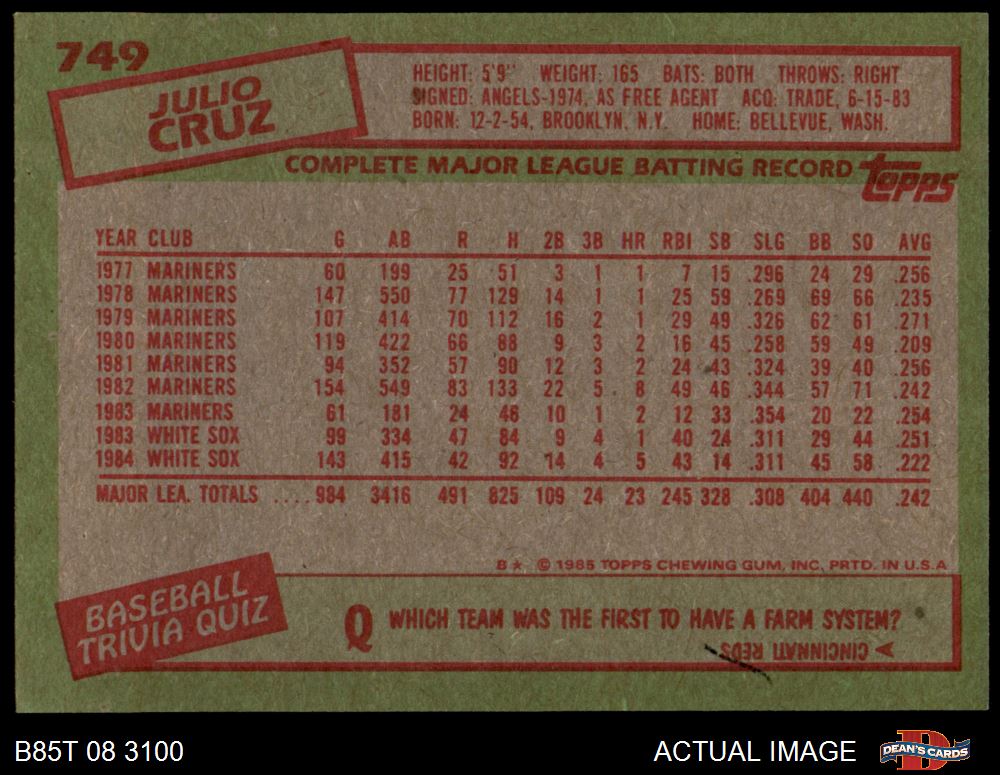 749
JULIO
CRUZ
HEIGHT: 5'9" WEIGHT: 165 BATS: BOTH THROWS: RIGHT
SIGNED: ANGELS-1974, AS FREE AGENT ACQ: TRADE, 6-15-83
BORN: 12-2-54, BROOKLYN, N.Y. HOME: BELLEVUE, WASH.
COMPLETE MAJOR LEAGUE BATTING RECORD
topps
YEAR CLUB G AB R H 2B 3B HR RBI SB SLG BB SO AVG
1977 MARINERS 60 199 25 51 3 1 1 7 15 .296 24 29 .256
1978 MARINERS 147 550 77 129 14 1 1 25 59 .269 69 66 .235
1979 MARINERS 107 414 70 112 16 2 1 29 49 .326 62 61 .271
1980 MARINERS 119 422 66 88 9 3 2 16 45 .258 59 49 .209
1981 MARINERS 94 352 57 90 12 3 2 24 43 .324 39 40 .256
1982 MARINERS 154 549 83 133 22 5 8 49 46 .344 57 71 .242
1983 MARINERS 61 181 24 46 10 1 2 12 33 .354 20 22 .254
1983 WHITE SOX 99 334 47 84 9 4 1 40 24 .311 29 44 .251
1984 WHITE SOX 143 415 42 92 14 4 5 43 14 .311 45 58 .222
MAJOR LEA. TOTALS ....984 3416 491 825 109 24 23 245 328 .308 404 440 .242
B★ © 1985 TOPPS CHEWING GUM, INC. PRTD. IN U.S.A
BASEBALL
TRIVIA QUIZ
Q WHICH TEAM WAS THE FIRST TO HAVE A FARM SYSTEM?
A CINCINNATI REDS
B85T 08 3100
ACTUAL IMAGE
DEAN'S CARDS